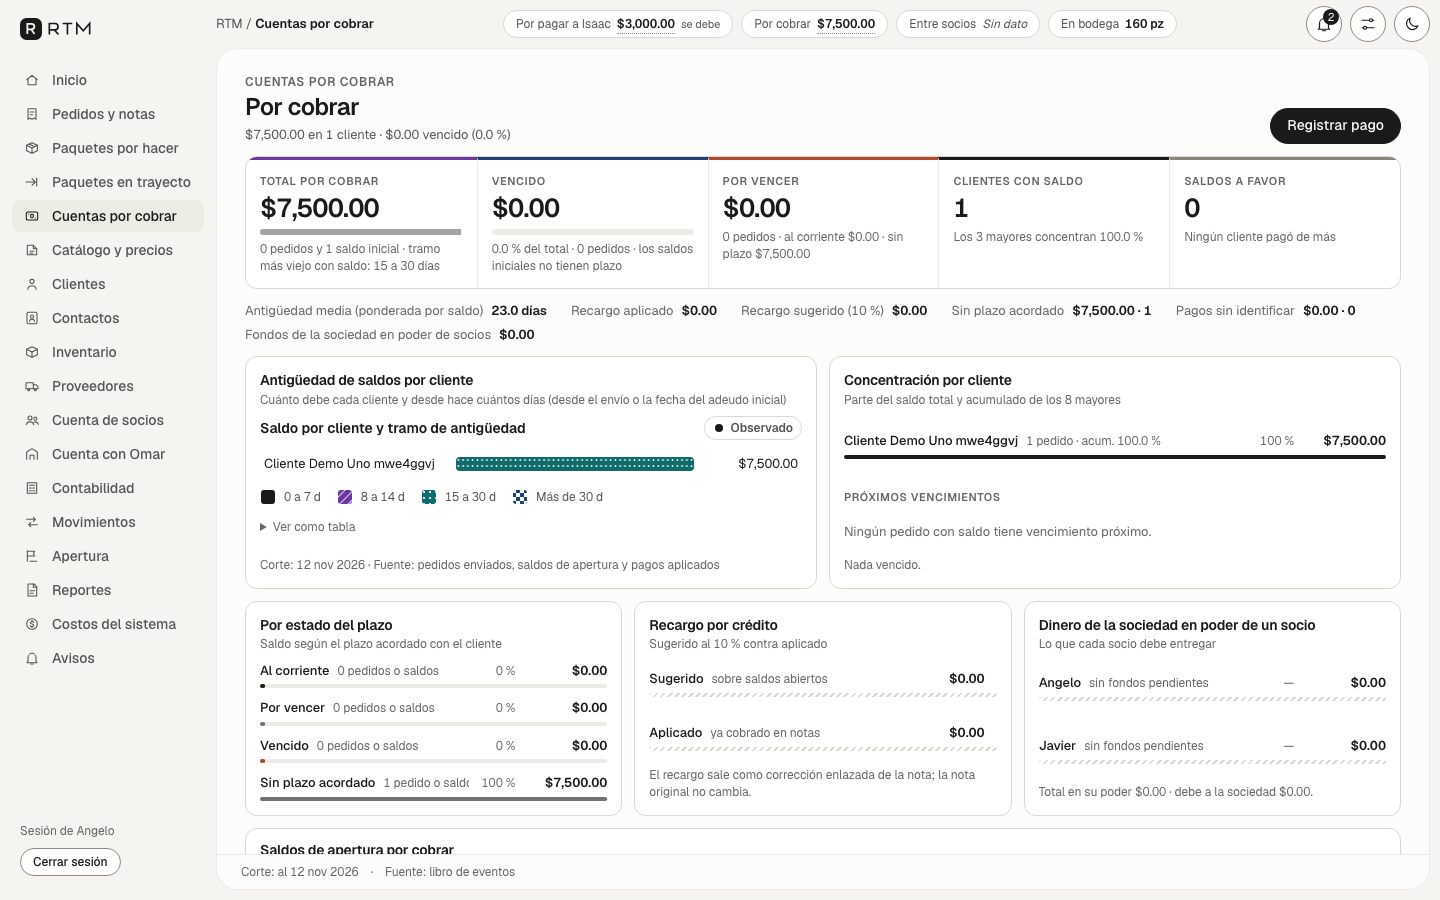 R RTM
RTM / Cuentas por cobrar
Por pagar a Isaac $3,000.00 se debe
Por cobrar $7,500.00
Entre socios Sin dato
En bodega 160 pz
2
Inicio
Pedidos y notas
Paquetes por hacer
Paquetes en trayecto
Cuentas por cobrar
Catálogo y precios
Clientes
Contactos
Inventario
Proveedores
Cuenta de socios
Cuenta con Omar
Contabilidad
Movimientos
Apertura
Reportes
Costos del sistema
Avisos
Sesión de Angelo
Cerrar sesión
CUENTAS POR COBRAR
Por cobrar
$7,500.00 en 1 cliente · $0.00 vencido (0.0 %)
Registrar pago
TOTAL POR COBRAR
$7,500.00
0 pedidos y 1 saldo inicial · tramo
más viejo con saldo: 15 a 30 días
VENCIDO
$0.00
0.0 % del total · 0 pedidos · los saldos
iniciales no tienen plazo
POR VENCER
$0.00
0 pedidos · al corriente $0.00 · sin
plazo $7,500.00
CLIENTES CON SALDO
1
Los 3 mayores concentran 100.0 %
SALDOS A FAVOR
0
Ningún cliente pagó de más
Antigüedad media (ponderada por saldo) 23.0 días
Recargo aplicado $0.00
Recargo sugerido (10 %) $0.00
Sin plazo acordado $7,500.00 · 1
Pagos sin identificar $0.00 · 0
Fondos de la sociedad en poder de socios $0.00
Antigüedad de saldos por cliente
Cuánto debe cada cliente y desde hace cuántos días (desde el envío o la fecha del adeudo inicial)
Saldo por cliente y tramo de antigüedad
Observado
Cliente Demo Uno mwe4ggvj $7,500.00
0 a 7 d
8 a 14 d
15 a 30 d
Más de 30 d
Ver como tabla
Corte: 12 nov 2026 · Fuente: pedidos enviados, saldos de apertura y pagos aplicados
Concentración por cliente
Parte del saldo total y acumulado de los 8 mayores
Cliente Demo Uno mwe4ggvj 1 pedido · acum. 100.0 % 100 % $7,500.00
PRÓXIMOS VENCIMIENTOS
Ningún pedido con saldo tiene vencimiento próximo.
Nada vencido.
Por estado del plazo
Saldo según el plazo acordado con el cliente
Al corriente 0 pedidos o saldos 0 % $0.00
Por vencer 0 pedidos o saldos 0 % $0.00
Vencido 0 pedidos o saldos 0 % $0.00
Sin plazo acordado 1 pedido o saldo 100 % $7,500.00
Recargo por crédito
Sugerido al 10 % contra aplicado
Sugerido sobre saldos abiertos $0.00
Aplicado ya cobrado en notas $0.00
El recargo sale como corrección enlazada de la nota; la nota
original no cambia.
Dinero de la sociedad en poder de un socio
Lo que cada socio debe entregar
Angelo sin fondos pendientes — $0.00
Javier sin fondos pendientes — $0.00
Total en su poder $0.00 · debe a la sociedad $0.00.
Saldos de apertura por cobrar
Corte: al 12 nov 2026 · Fuente: libro de eventos